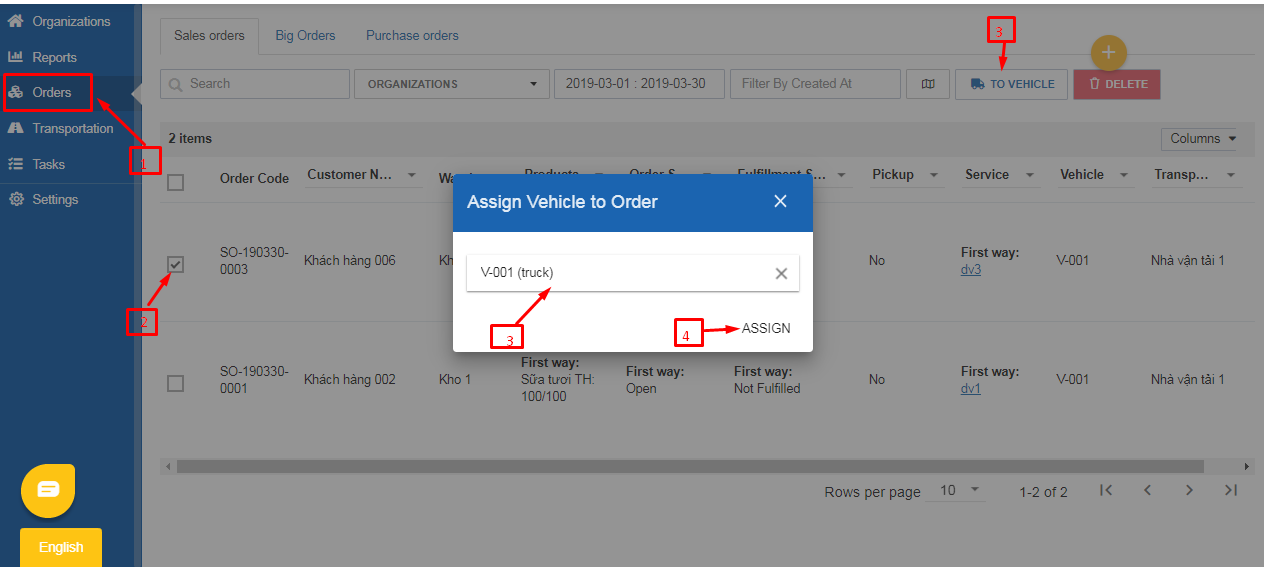 Organizations
Reports
Orders
Transportation
Tasks
Settings
1
2
English
Sales orders
Big Orders
Purchase orders
3
Search
ORGANIZATIONS
2019-03-01 : 2019-03-30
Filter By Created At
TO VEHICLE
DELETE
2 items
Columns
Order Code
Customer N...
Products
Order S...
Fulfillment S...
Pickup
Service
Vehicle
Transp...
SO-190330-
0003
Khách hàng 006
Kh
No
First way:
dv3
V-001
Nhà vận tải 1
Assign Vehicle to Order
V-001 (truck)
3
4
ASSIGN
SO-190330-
0001
Khách hàng 002
Kho 1
First way:
Sữa tươi TH:
100/100
First way:
Open
First way:
Not Fulfilled
No
First way:
dv1
V-001
Nhà vận tải 1
Rows per page
10
1-2 of 2